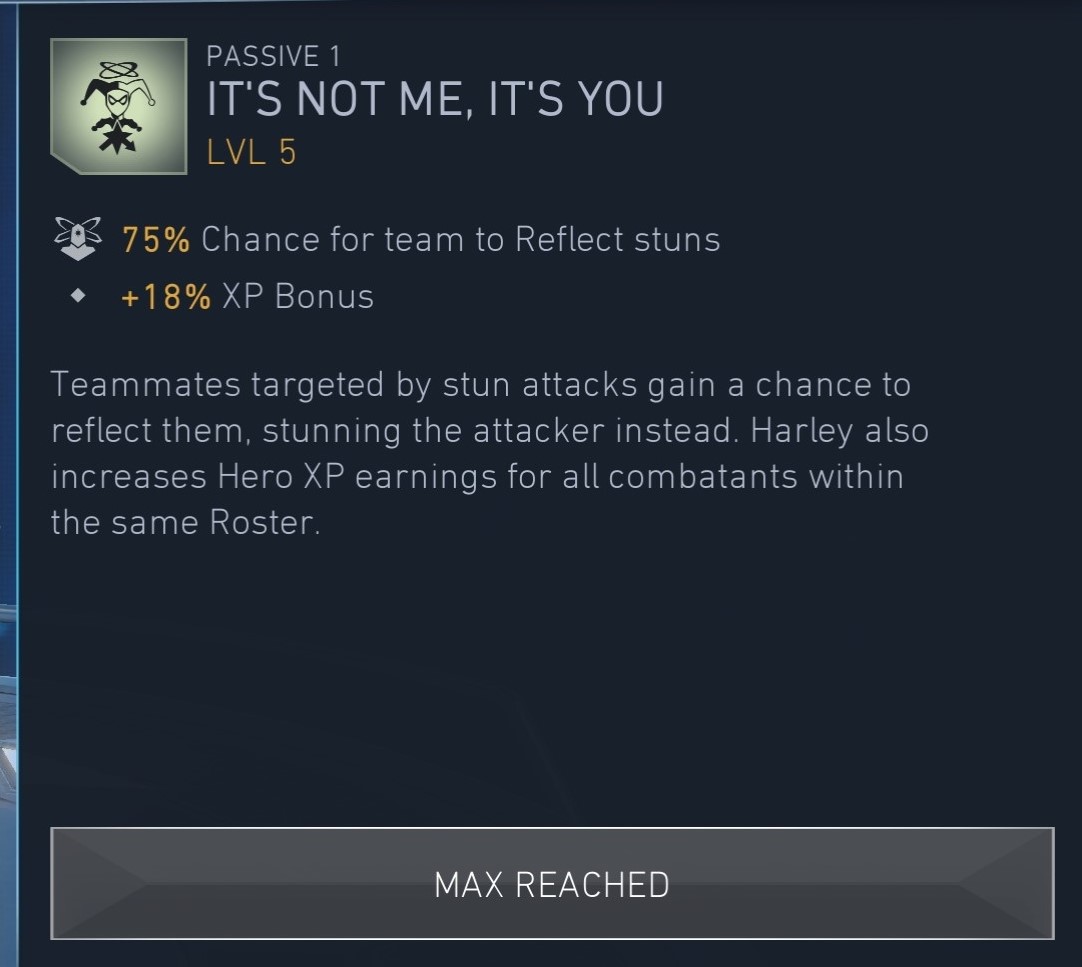 PASSIVE 1
IT'S NOT ME, IT'S YOU
LVL 5
75% Chance for team to Reflect stuns
+18% XP Bonus
Teammates targeted by stun attacks gain a chance to
reflect them, stunning the attacker instead. Harley also
increases Hero XP earnings for all combatants within
the same Roster.
MAX REACHED